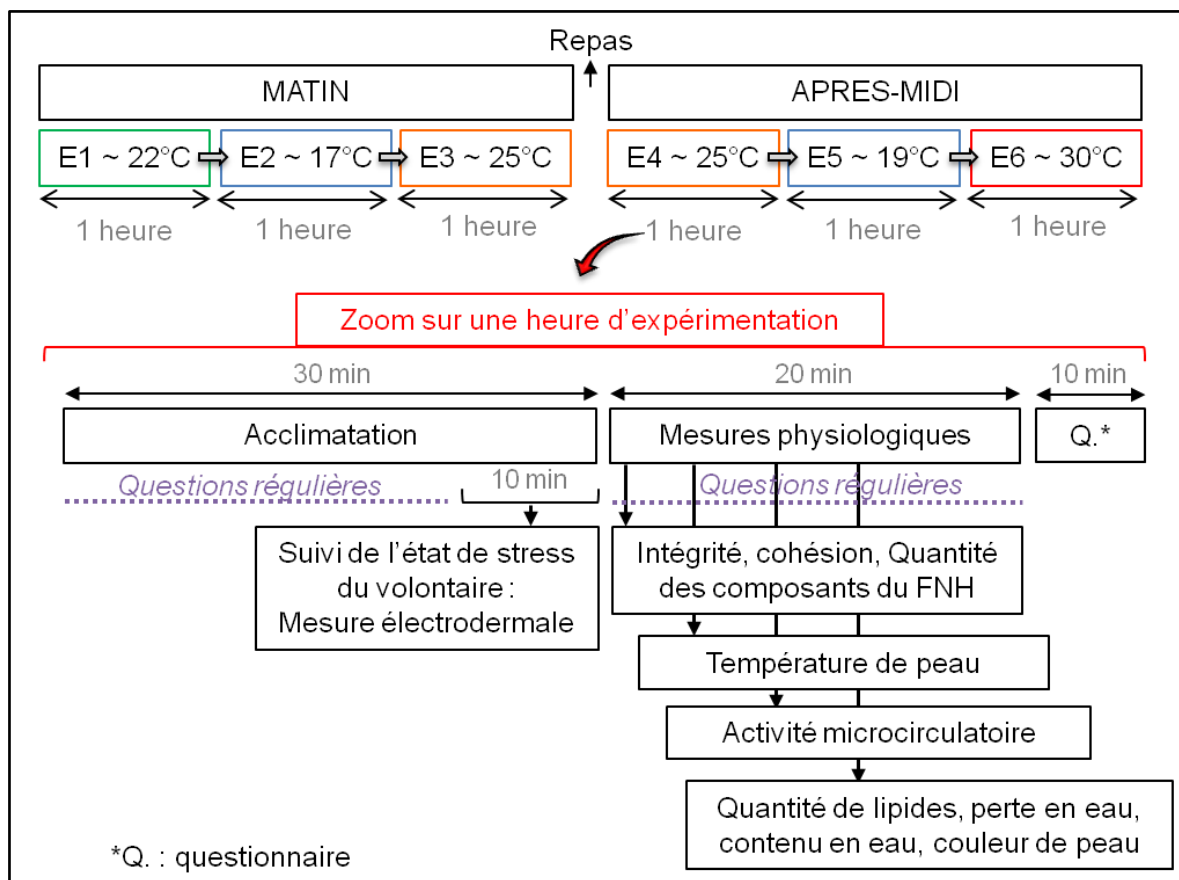 Repas
MATIN
APRES-MIDI
E1 ~ 22°C
E2 ~ 17°C
E3 ~ 25°C
E4 ~ 25°C
E5 ~ 19°C
E6 ~ 30°C
1 heure
1 heure
1 heure
1 heure
1 heure
1 heure
Zoom sur une heure d’expérimentation
30 min
20 min
10 min
Acclimatation
Mesures physiologiques
Q.*
Questions régulières
10 min
Questions régulières
Suivi de l’état de stress
du volontaire :
Mesure électrodermale
Intégrité, cohésion, Quantité
des composants du FNH
Température de peau
Activité microcirculatoire
Quantité de lipides, perte en eau,
contenu en eau, couleur de peau
*Q. : questionnaire